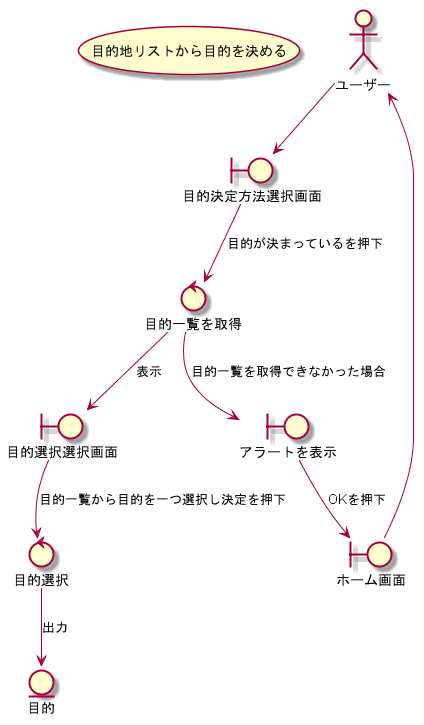 目的地リストから目的を決める
ユーザー
目的決定方法選択画面
目的が決まっているを押下
目的一覧を取得
表示
目的一覧を取得できなかった場合
目的選択選択画面
アラートを表示
目的一覧から目的を一つ選択し決定を押下
OKを押下
目的選択
ホーム画面
出力
目的